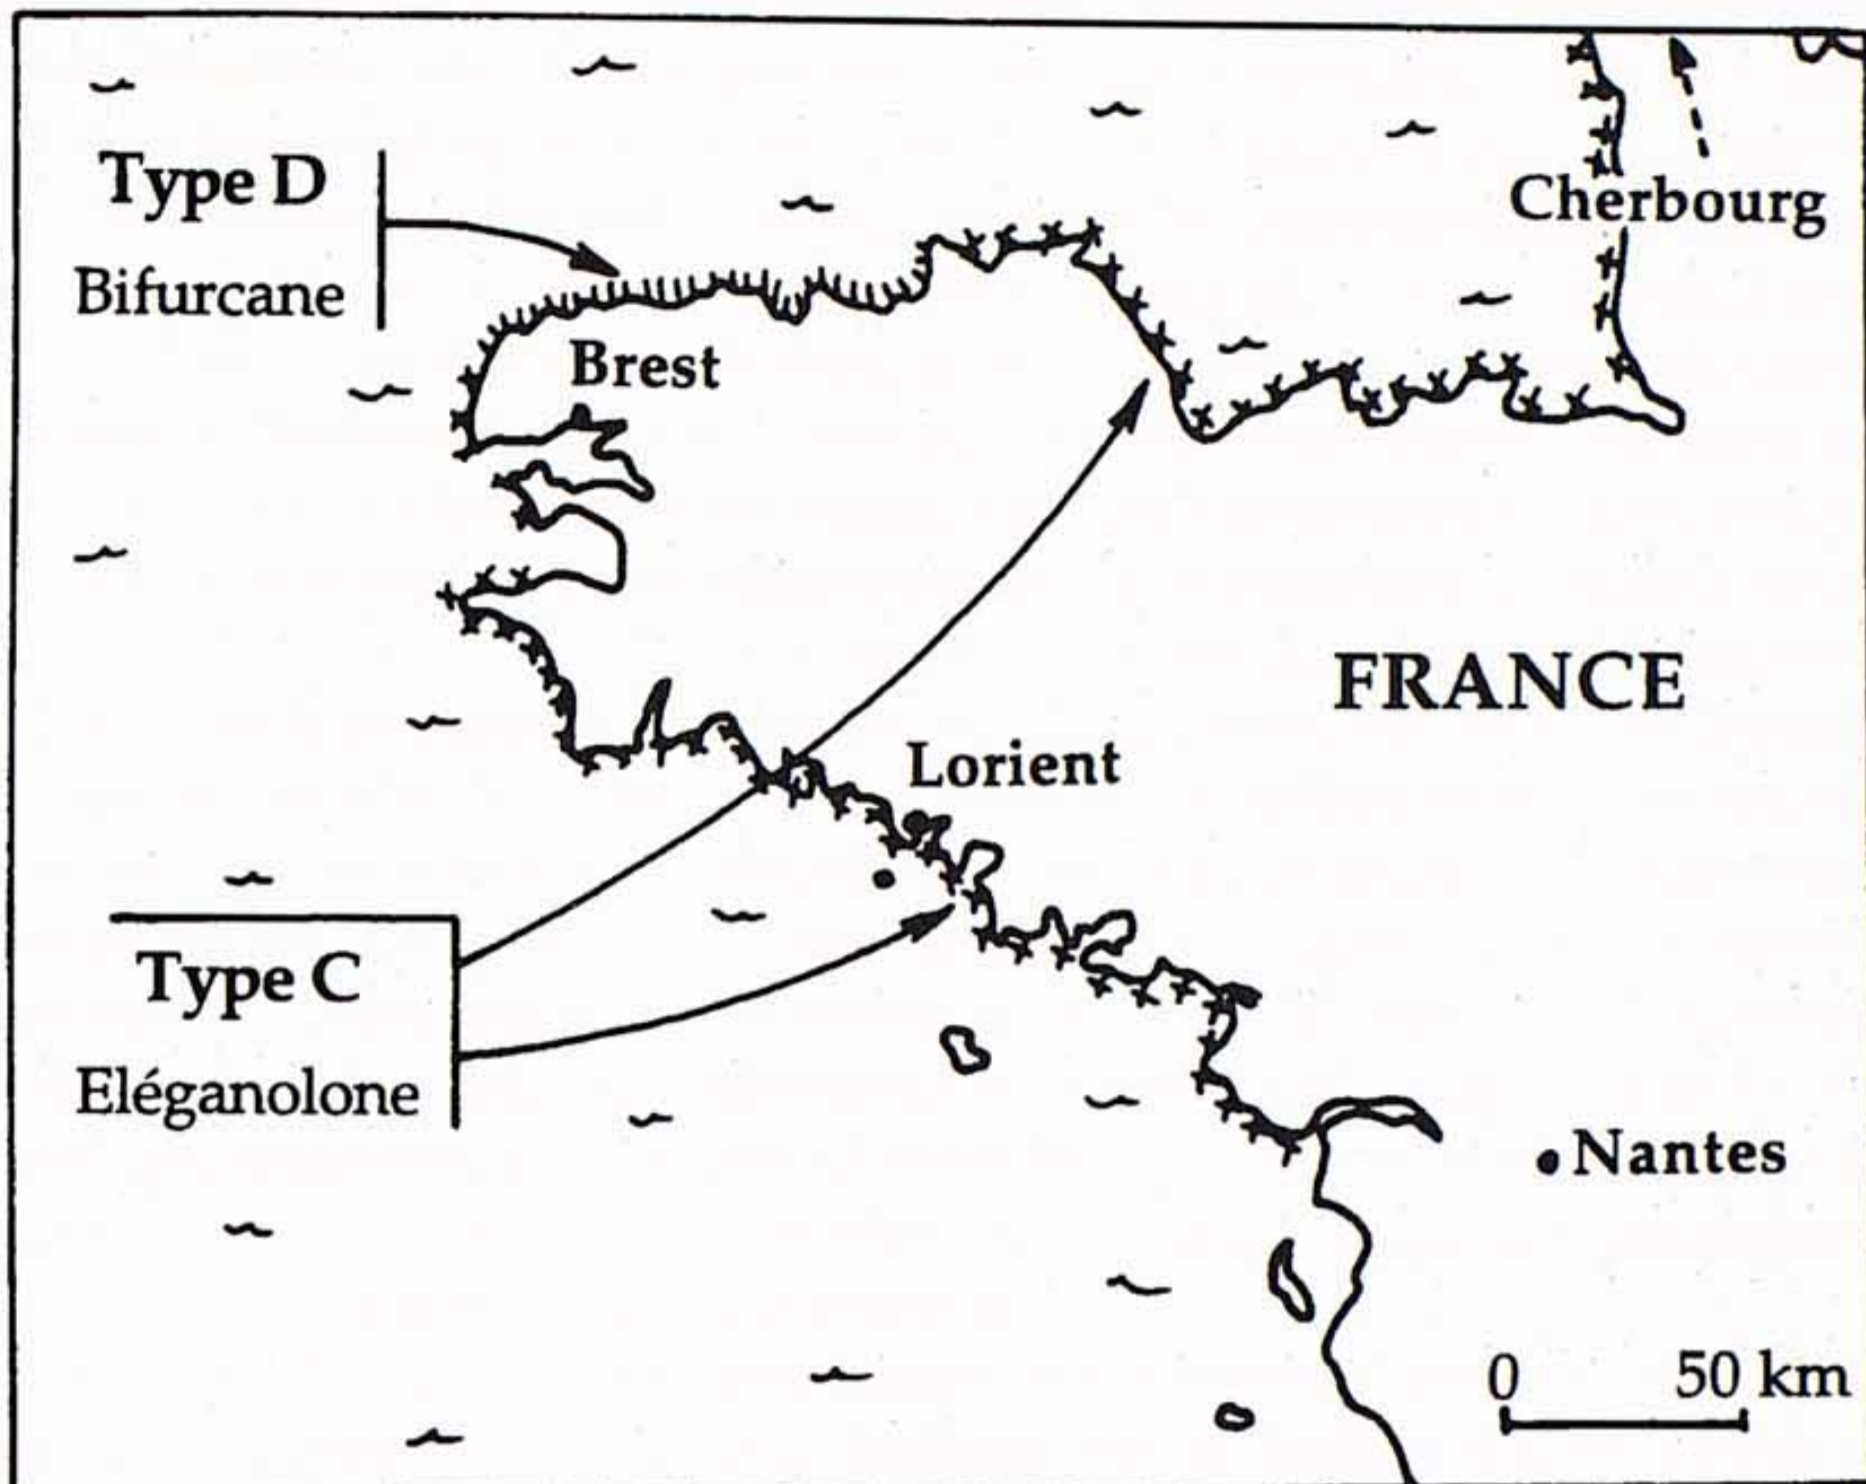 Type D
Cherbourg
Bifurcane
Brest
FRANCE
Lorient
Type C
Eléganolone
Nantes
0 50 km